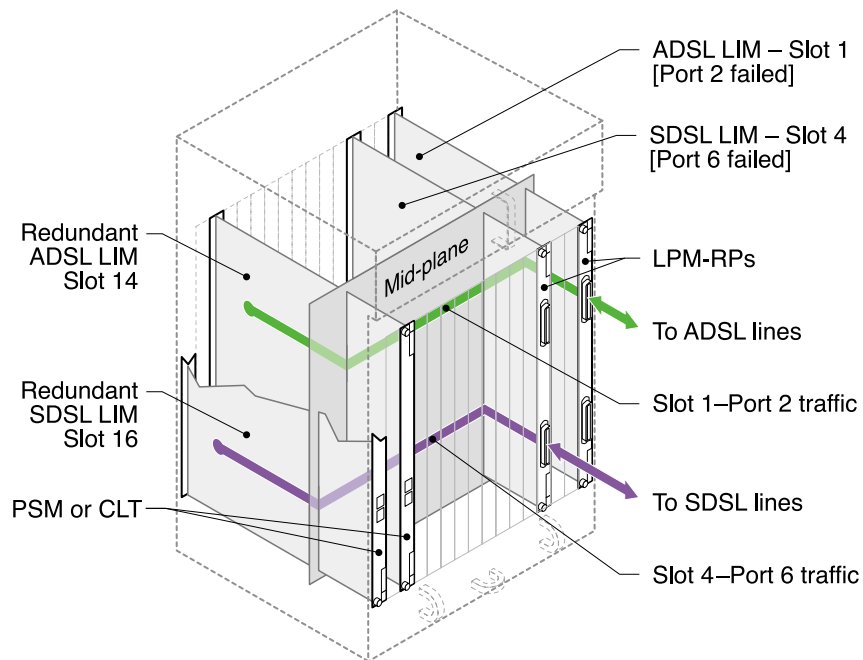 ADSL LIM – Slot 1
[Port 2 failed]
SDSL LIM – Slot 4
[Port 6 failed]
Redundant
ADSL LIM
Slot 14
Mid-plane
LPM-RPs
To ADSL lines
Redundant
SDSL LIM
Slot 16
Slot 1–Port 2 traffic
PSM or CLT
To SDSL lines
Slot 4–Port 6 traffic